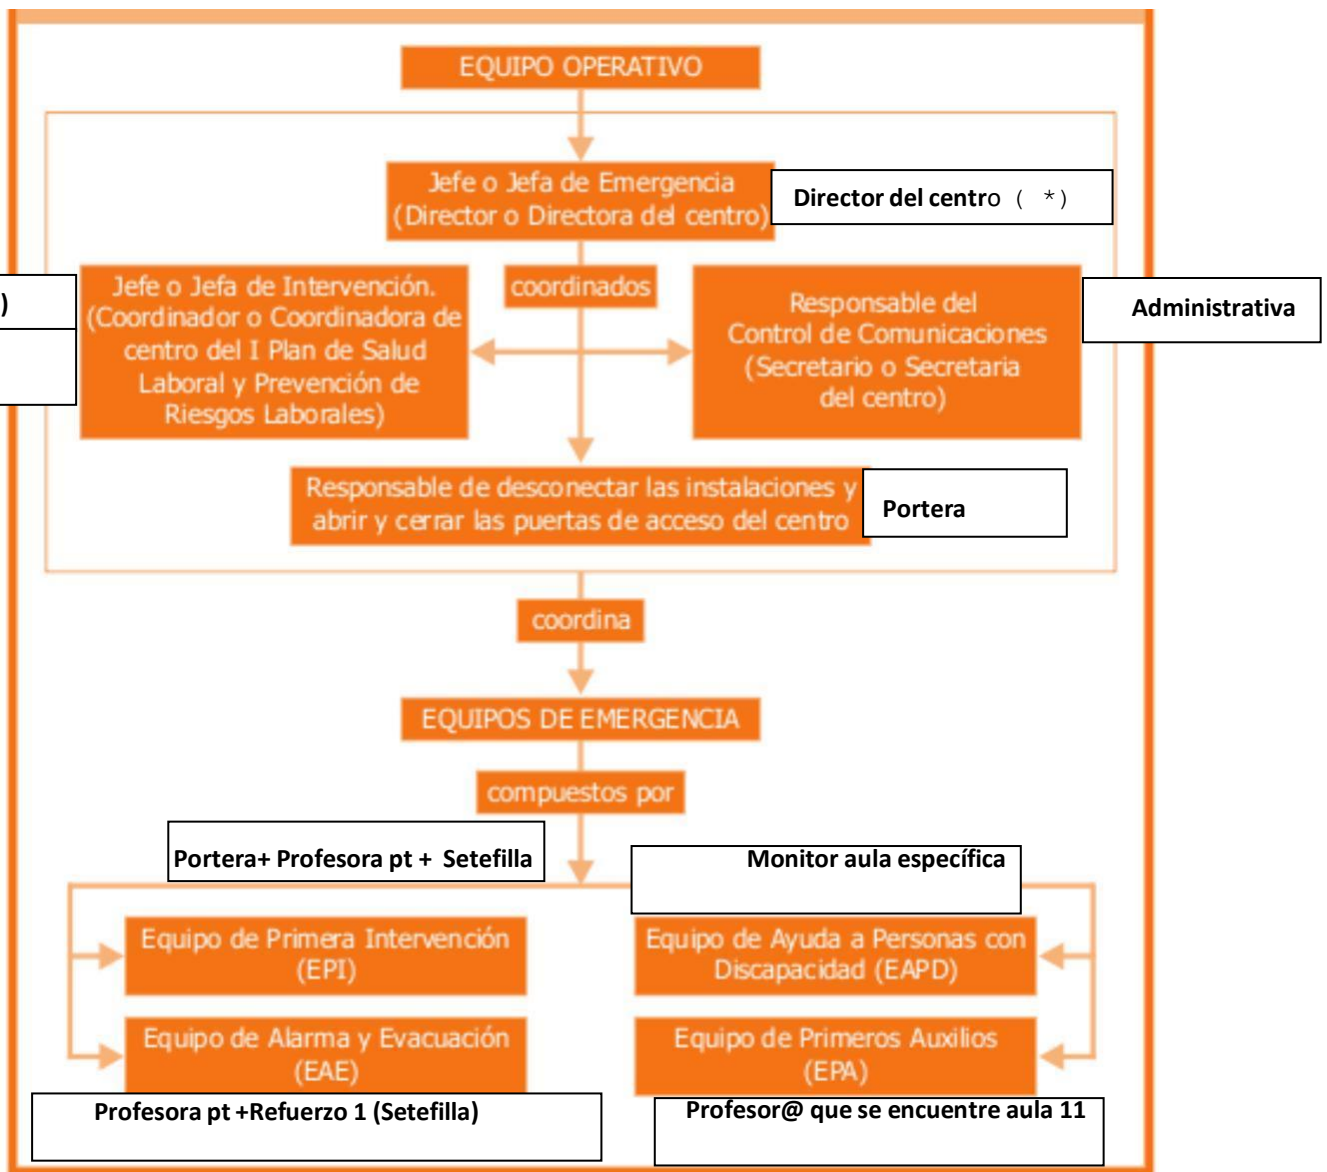 EQUIPO OPERATIVO
Jefe o Jefa de Emergencia
(Director o Directora del centro)
Director del centro ( *)
)
Jefe o Jefa de Intervención.
(Coordinador o Coordinadora de
centro del I Plan de Salud
Laboral y Prevención de
Riesgos Laborales)
coordinados
Responsable del
Control de Comunicaciones
(Secretario o Secretaria
del centro)
Administrativa
Responsable de desconectar las instalaciones y
abrir y cerrar las puertas de acceso del centro
Portera
coordina
EQUIPOS DE EMERGENCIA
compuestos por
Portera+ Profesora pt + Setefilla
Monitor aula específica
Equipo de Primera Intervención
(EPI)
Equipo de Ayuda a Personas con
Discapacidad (EAPD)
Equipo de Alarma y Evacuación
(EAE)
Equipo de Primeros Auxilios
(EPA)
Profesora pt +Refuerzo 1 (Setefilla)
Profesor@ que se encuentre aula 11